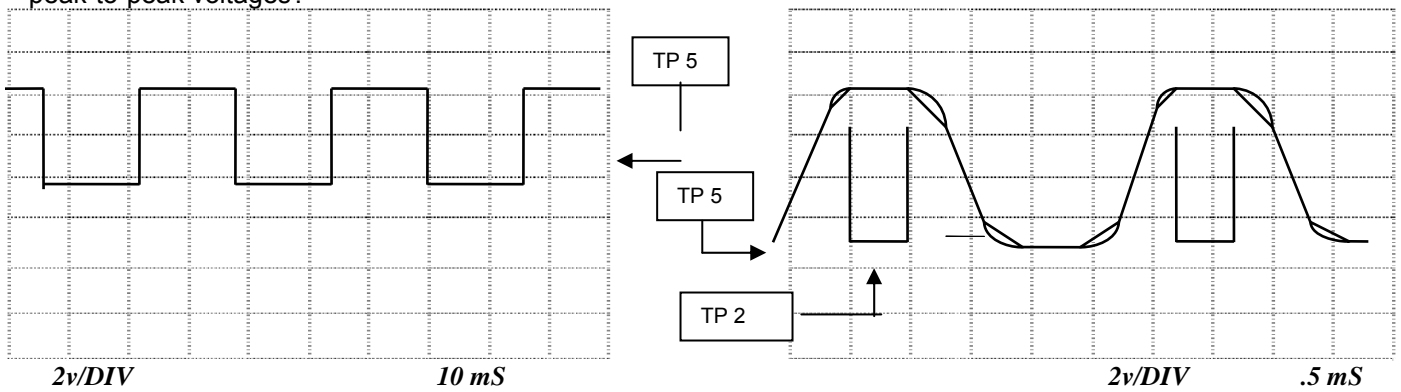 peak-to-peak voltages?
TP 5
TP 5
TP 2
2v/DIV
10 mS
2v/DIV
.5 mS